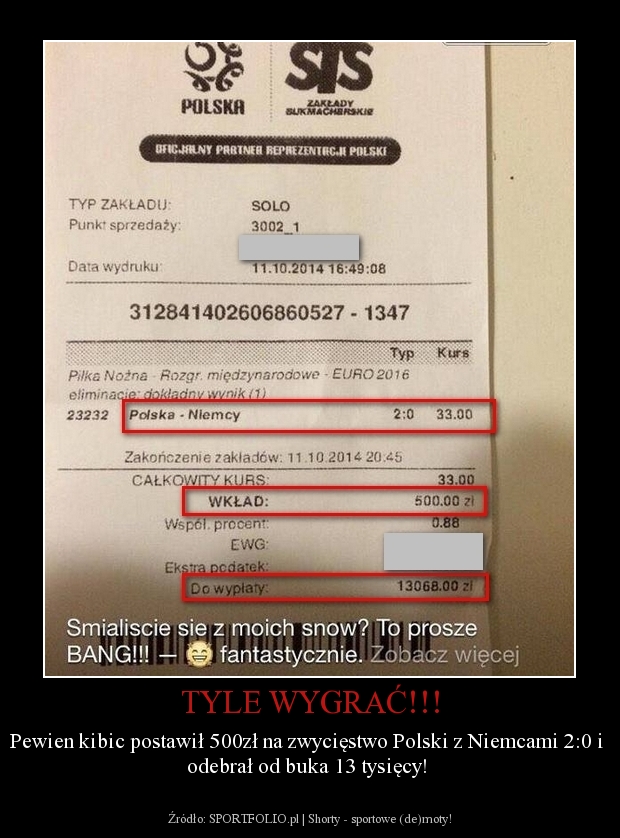 POLSKA
STS
ZAKŁADY
BUKMACHERSKIE
OFICJALNY PARTNER REPREZENTACJI POLSKI
TYP ZAKŁADU: SOLO
Punkt sprzedaży: 3002_1
Data wydruku: 11.10.2014 16:49:08
312841402606860527 - 1347
Typ Kurs
Piłka Nożna - Rozgr. międzynarodowe - EURO 2016
eliminacje: dokładny wynik (1)
23232 Polska - Niemcy 2:0 33.00
Zakończenie zakładów: 11.10.2014 20:45
CAŁKOWITY KURS: 33.00
WKŁAD: 500.00 zł
Współ. procent: 0.88
EWG:
Ekstra podatek:
Do wypłaty: 13068.00 zł
Smialiscie sie z moich snow? To prosze
BANG!!! — 😁 fantastycznie. Zobacz więcej
TYLE WYGRAĆ!!!
Pewien kibic postawił 500zł na zwycięstwo Polski z Niemcami 2:0 i
odebrał od buka 13 tysięcy!
Źródło: SPORTFOLIO.pl | Shorty - sportowe (de)moty!